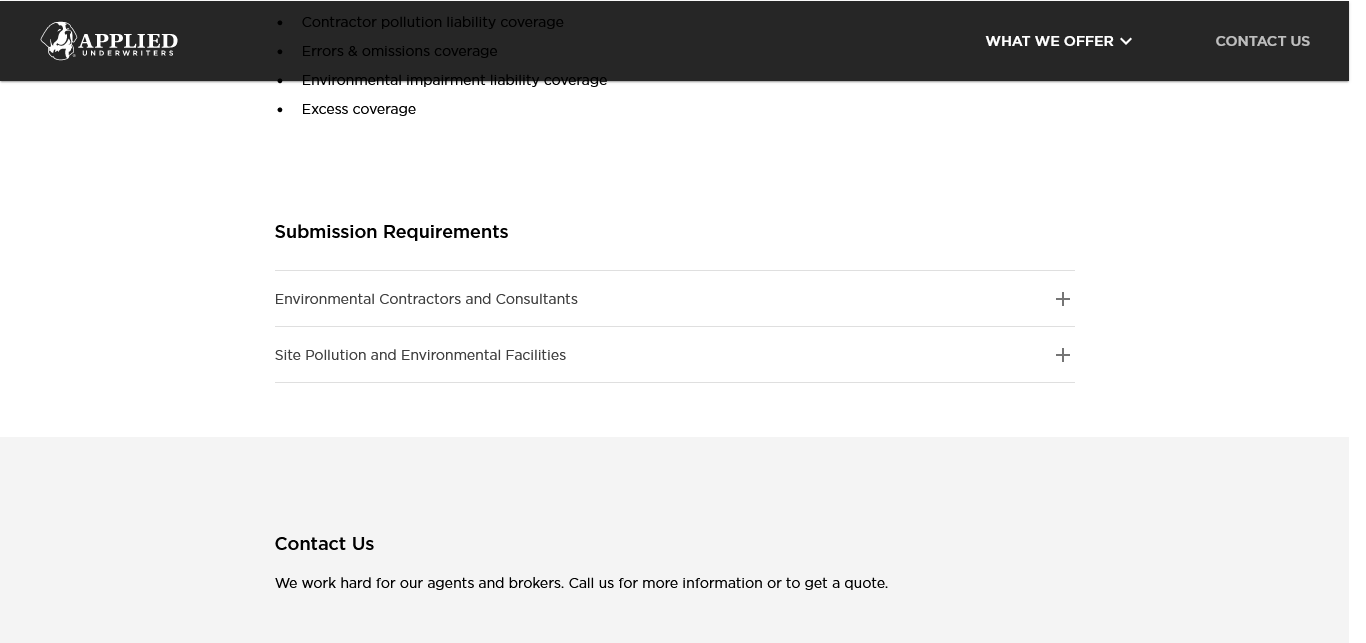 APPLIED
UNDERWRITERS
WHAT WE OFFER
CONTACT US
• Contractor pollution liability coverage
• Errors & omissions coverage
• Environmental impairment liability coverage
• Excess coverage
Submission Requirements
Environmental Contractors and Consultants
Site Pollution and Environmental Facilities
Contact Us
We work hard for our agents and brokers. Call us for more information or to get a quote.